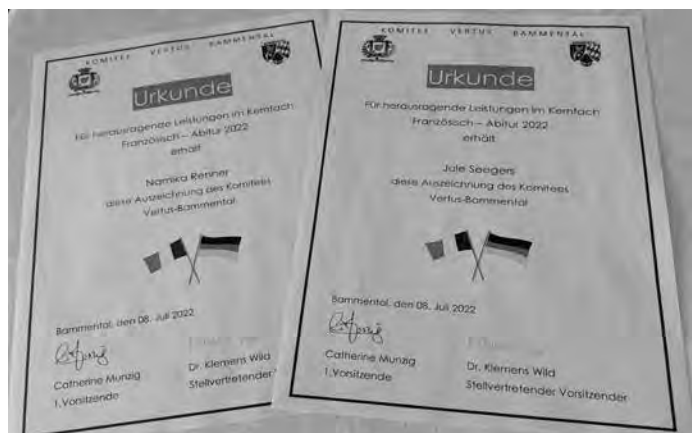 KOMITEE VERTUS BAMMENTAL
Urkunde
Für herausragende Leistungen im Kernfach
Französisch – Abitur 2022
erhält
Namika Renner
diese Auszeichnung des Komitees
Vertus-Bammental
Bammental, den 08. Juli 2022
Catherine Munzig
1.Vorsitzende
Dr. Klemens Wild
Stellvertretender Vo
KOMITEE VERTUS BAMMENTAL
Urkunde
Für herausragende Leistungen im Kernfach
Französisch – Abitur 2022
erhält
Jule Seegers
diese Auszeichnung des Komitees
Vertus-Bammental
Bammental, den 08. Juli 2022
Catherine Munzig
1.Vorsitzende
Dr. Klemens Wild
Stellvertretender Vorsitzender